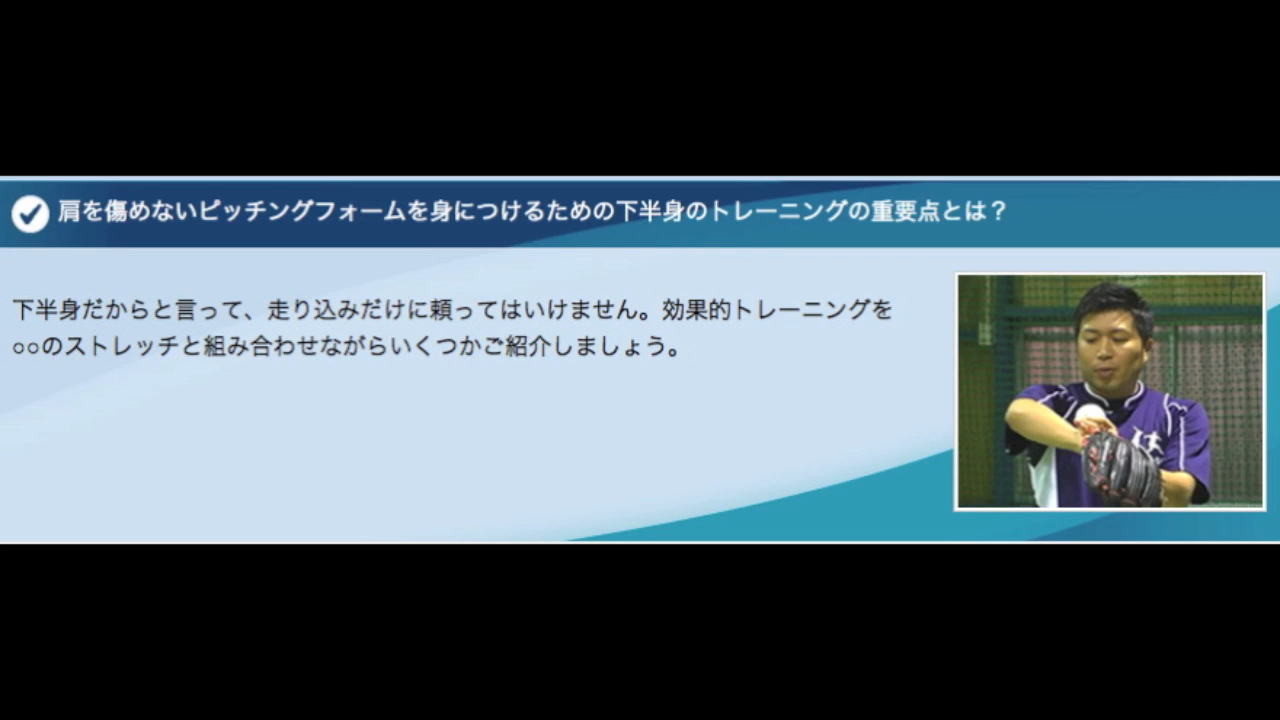 肩を傷めないピッチングフォームを身につけるための下半身のトレーニングの重要点とは？
下半身だからと言って、走り込みだけに頼ってはいけません。効果的トレーニングを
○○のストレッチと組み合わせながらいくつかご紹介しましょう。